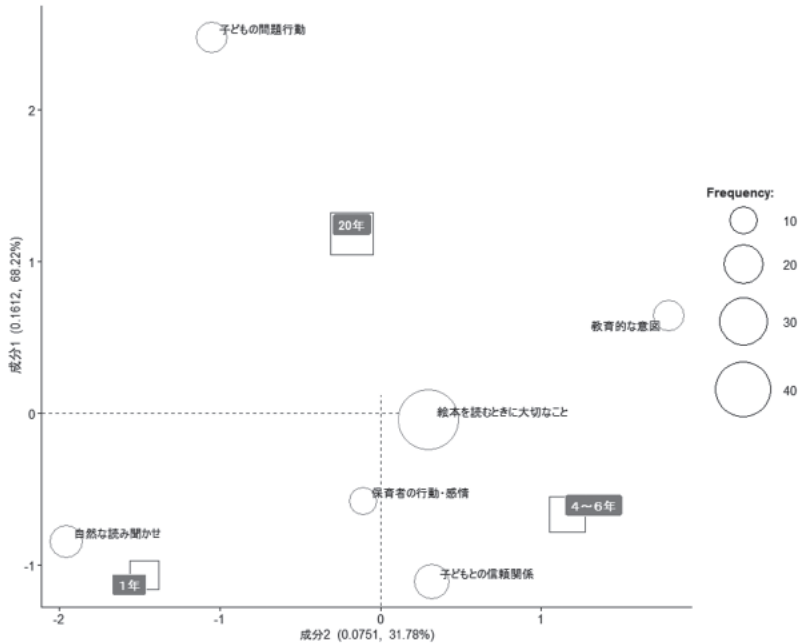 子どもの問題行動
2
20年
Frequency:
10
20
30
40
1
教育的な意図
成分1 (0.1612, 68.22%)
0
絵本を読むときに大切なこと
保育者の行動・感情
4～6年
自然な読み聞かせ
子どもとの信頼関係
-1
1年
-2
-1
0
1
成分2 (0.0751, 31.78%)